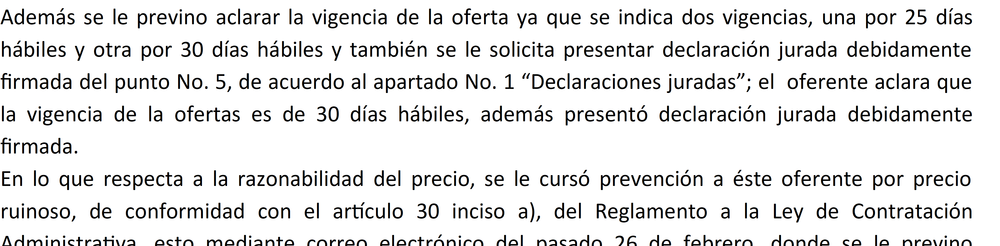 Además se le previno aclarar la vigencia de la oferta ya que se indica dos vigencias, una por 25 días
hábiles y otra por 30 días hábiles y también se le solicita presentar declaración jurada debidamente
firmada del punto No. 5, de acuerdo al apartado No. 1 “Declaraciones juradas”; el  oferente aclara que
la vigencia de la ofertas es de 30 días hábiles, además presentó declaración jurada debidamente
firmada.
En lo que respecta a la razonabilidad del precio, se le cursó prevención a éste oferente por precio
ruinoso, de conformidad con el artículo 30 inciso a), del Reglamento a la Ley de Contratación
Administrativa, esto mediante correo electrónico del pasado 26 de febrero, donde se le previno